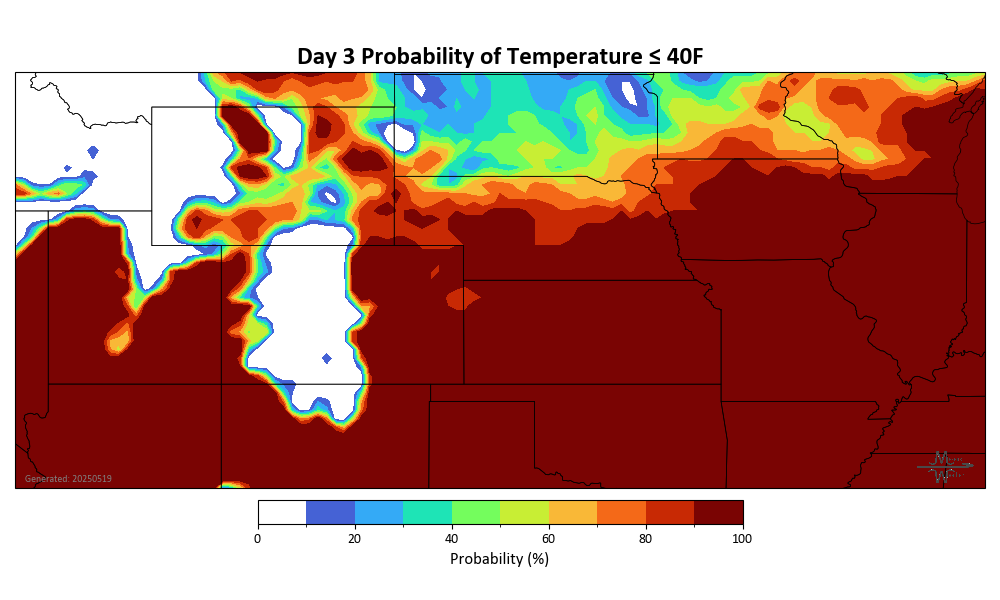 Day 3 Probability of Temperature ≤ 40F
Generated: 20250519
0 20 40 60 80 100
Probability (%)